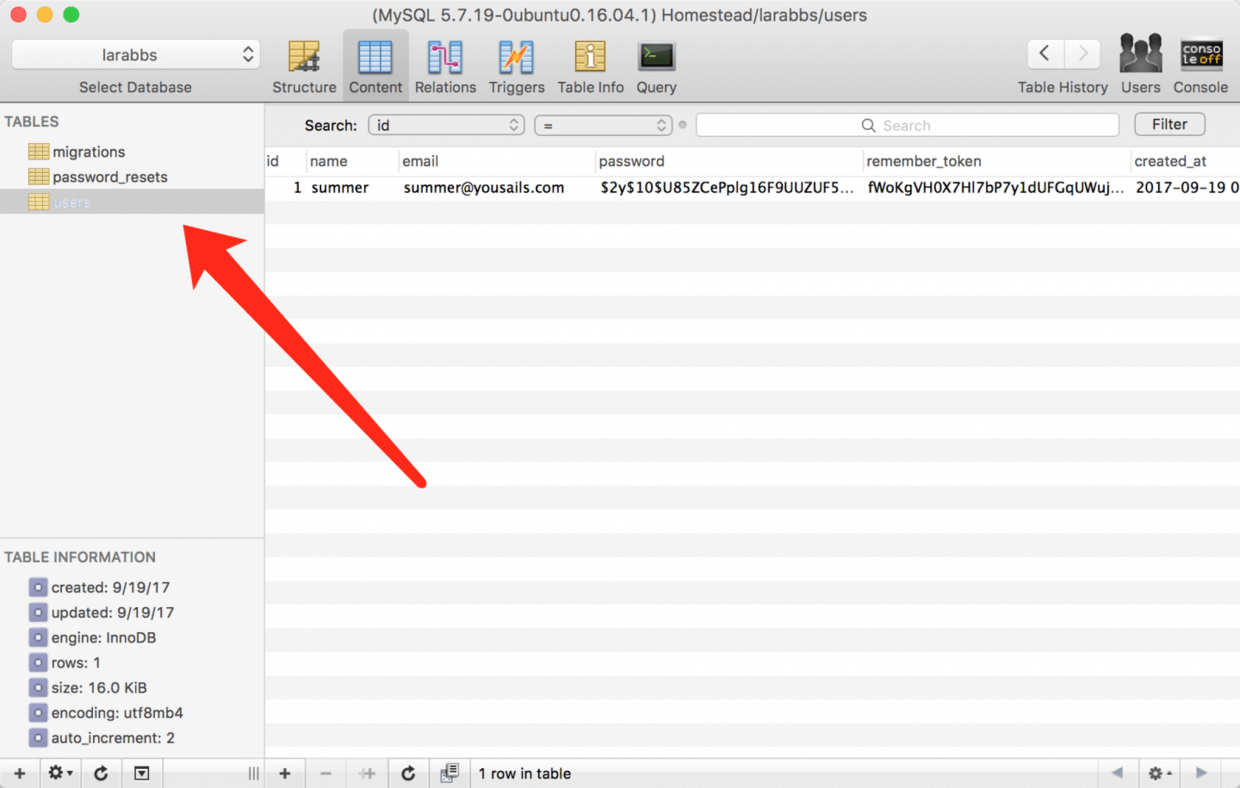 (MySQL 5.7.19-0ubuntu0.16.04.1) Homestead/larabbs/users
larabbs
Select Database
Structure
Content
Relations
Triggers
Table Info
Query
Table History
Users
conso
le off
Console
TABLES
migrations
password_resets
users
Search: id = Search Filter
id name email password remember_token created_at
1 summer summer@yousails.com $2y$10$U85ZCePplg16F9UUZUF5... fWoKgVH0X7Hl7bP7y1dUFGqUWuj... 2017-09-19 0
TABLE INFORMATION
created: 9/19/17
updated: 9/19/17
engine: InnoDB
rows: 1
size: 16.0 KiB
encoding: utf8mb4
auto_increment: 2
1 row in table